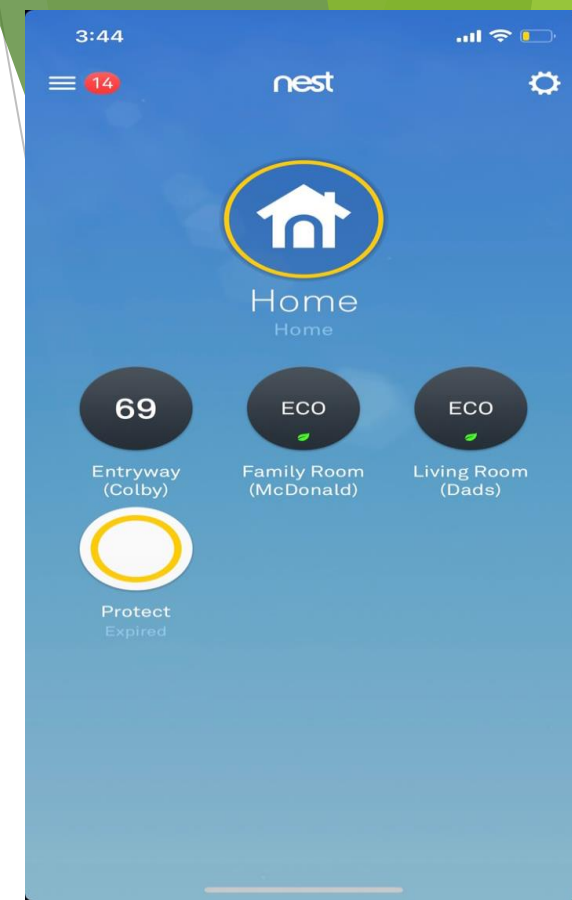 3:44
14
nest
Home
Home
69
ECO
ECO
Entryway
(Colby)
Family Room
(McDonald)
Living Room
(Dads)
Protect
Expired